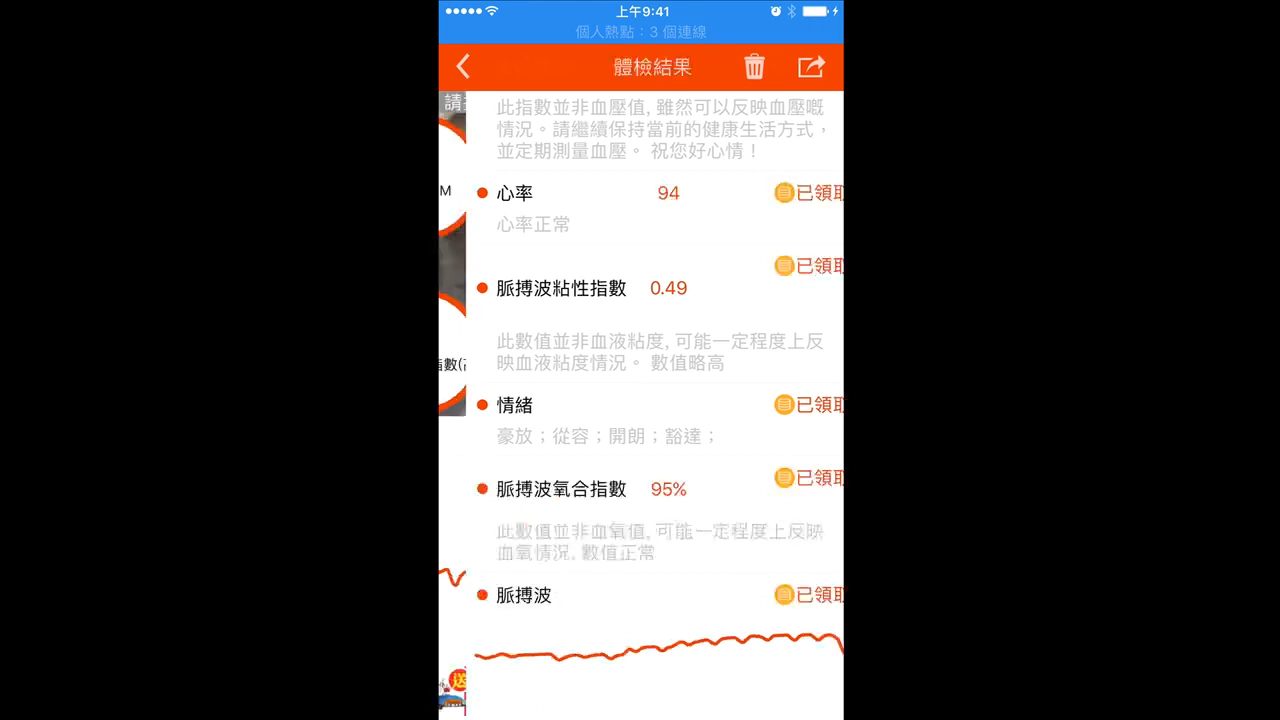 上午9:41
個人熱點：3 個連線
體檢結果
請
此指數並非血壓值, 雖然可以反映血壓嘅
情況。請繼續保持當前的健康生活方式，
並定期測量血壓。 祝您好心情！
M
心率 94 已領取
心率正常
已領取
脈搏波粘性指數 0.49
此數值並非血液粘度, 可能一定程度上反
映血液粘度情況。 數值略高
數(
情緒 已領取
豪放；從容；開朗；豁達；
已領取
脈搏波氧合指數 95%
此數值並非血氧值, 可能一定程度上反映
血氧情況. 數值正常
脈搏波 已領取
送